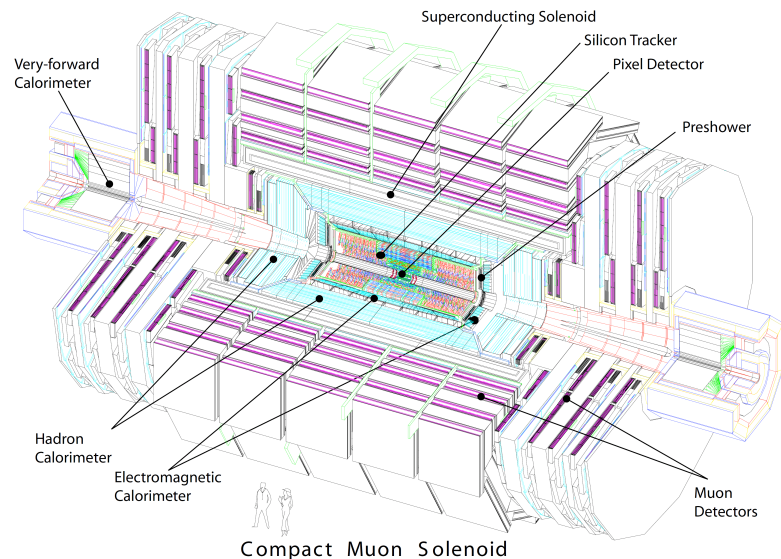 Superconducting Solenoid
Silicon Tracker
Pixel Detector
Very-forward
Calorimeter
Preshower
Hadron
Calorimeter
Electromagnetic
Calorimeter
Muon
Detectors
Compact Muon Solenoid